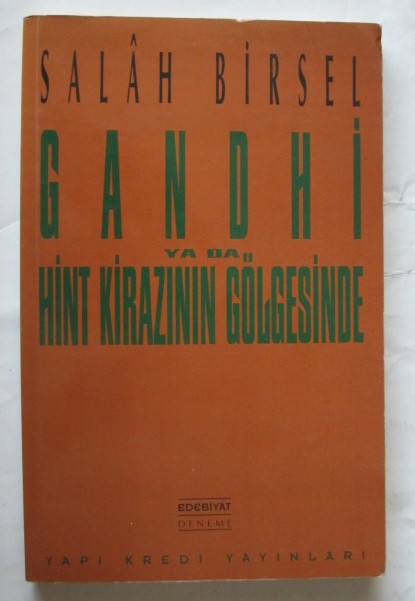 SALÂH BİRSEL
GANDHİ
YA DA
HİNT KİRAZININ GÖLGESİNDE
EDEBİYAT
DENEME
YAPI KREDİ YAYINLARI